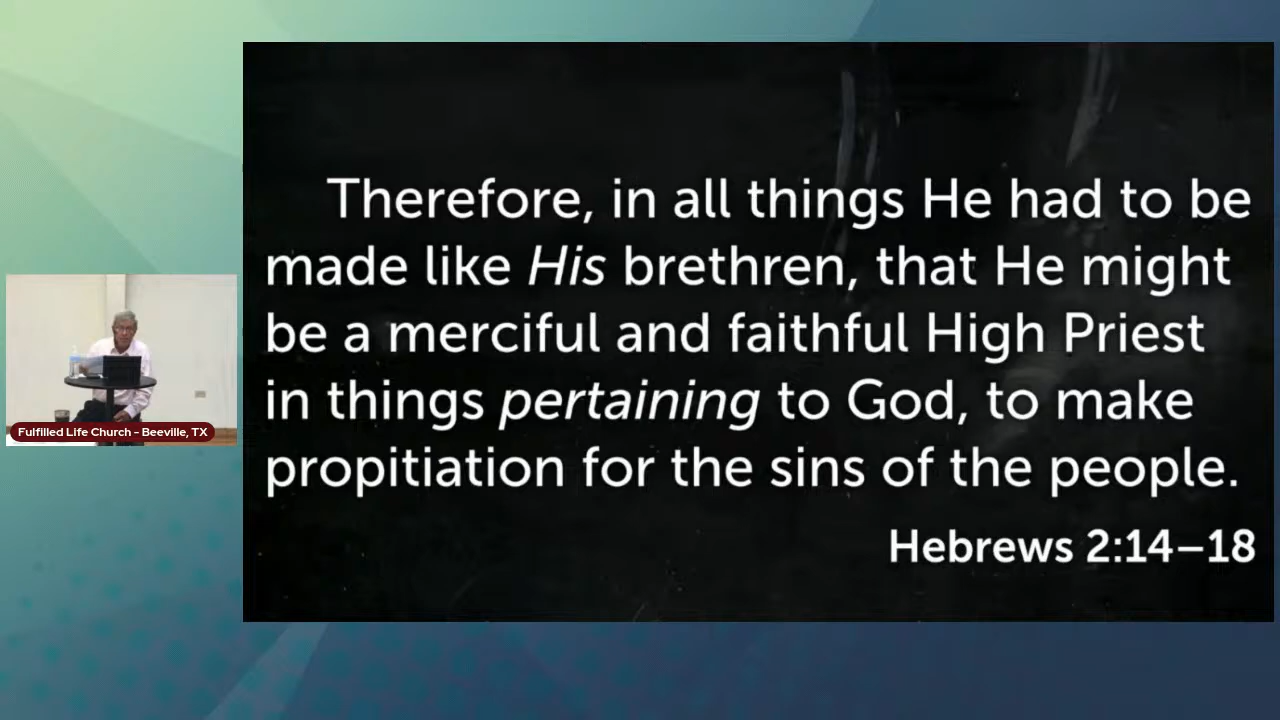 Therefore, in all things He had to be
made like His brethren, that He might
be a merciful and faithful High Priest
in things pertaining to God, to make
propitiation for the sins of the people.
Hebrews 2:14–18
Fulfilled Life Church - Beeville, TX